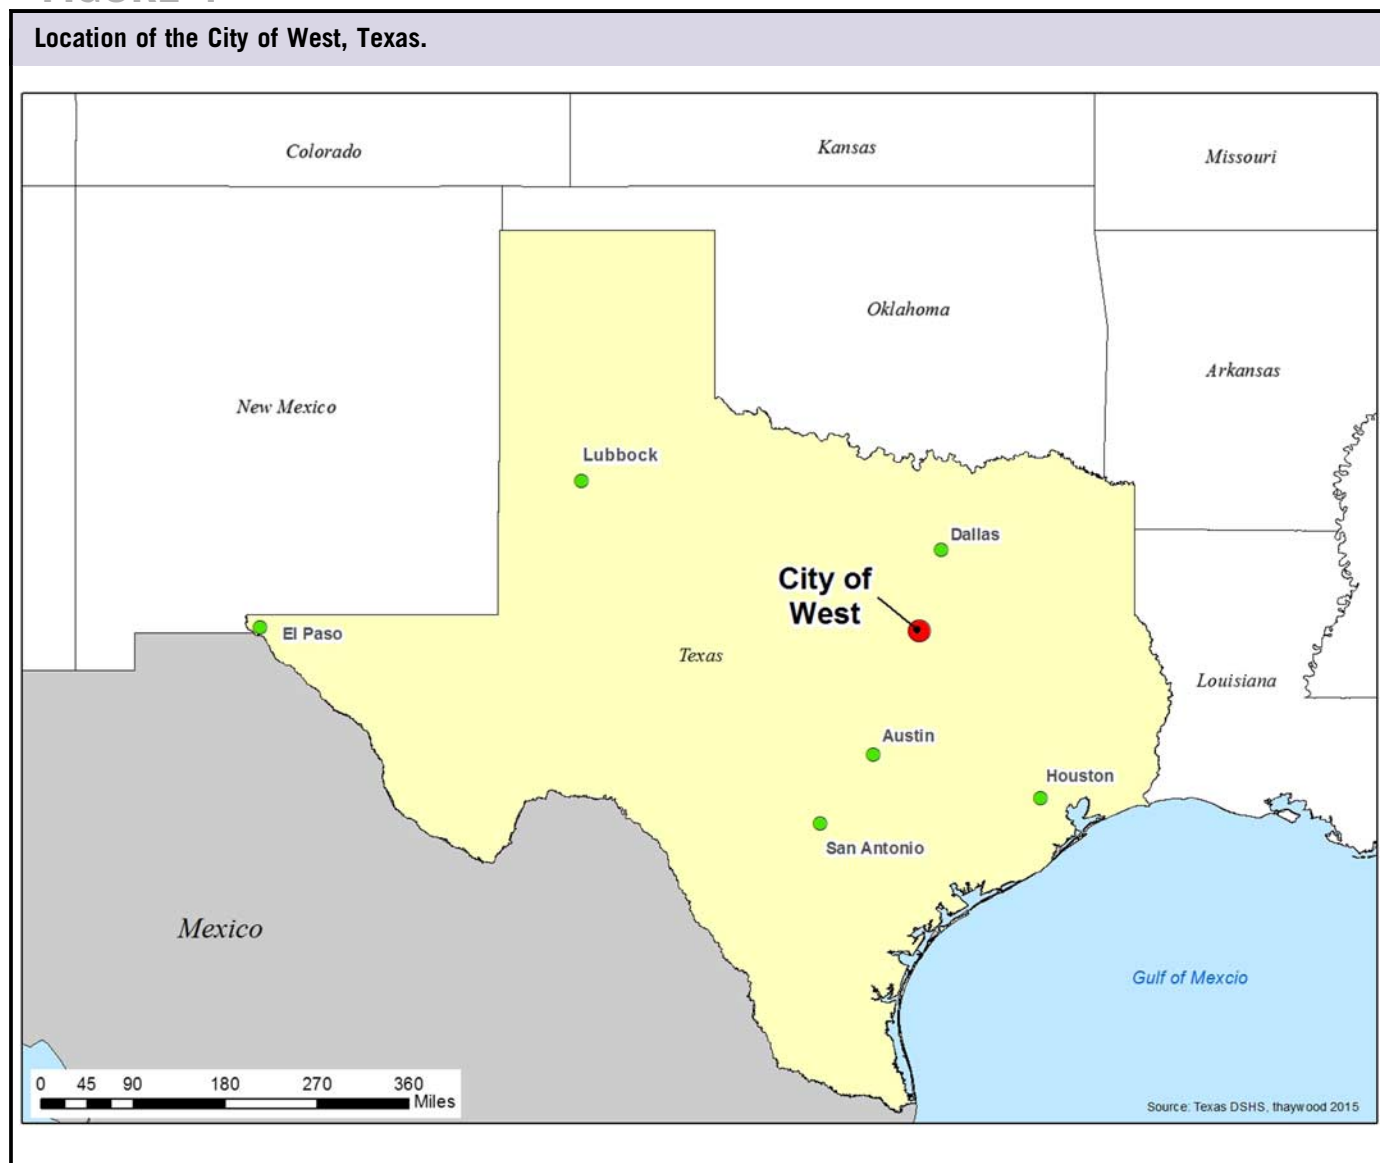 Location of the City of West, Texas.
Colorado
Kansas
Missouri
Oklahoma
Arkansas
New Mexico
Lubbock
Dallas
City of
West
El Paso
Texas
Louisiana
Austin
Houston
San Antonio
Mexico
Gulf of Mexcio
0 45 90 180 270 360
Miles
Source: Texas DSHS, thaywood 2015